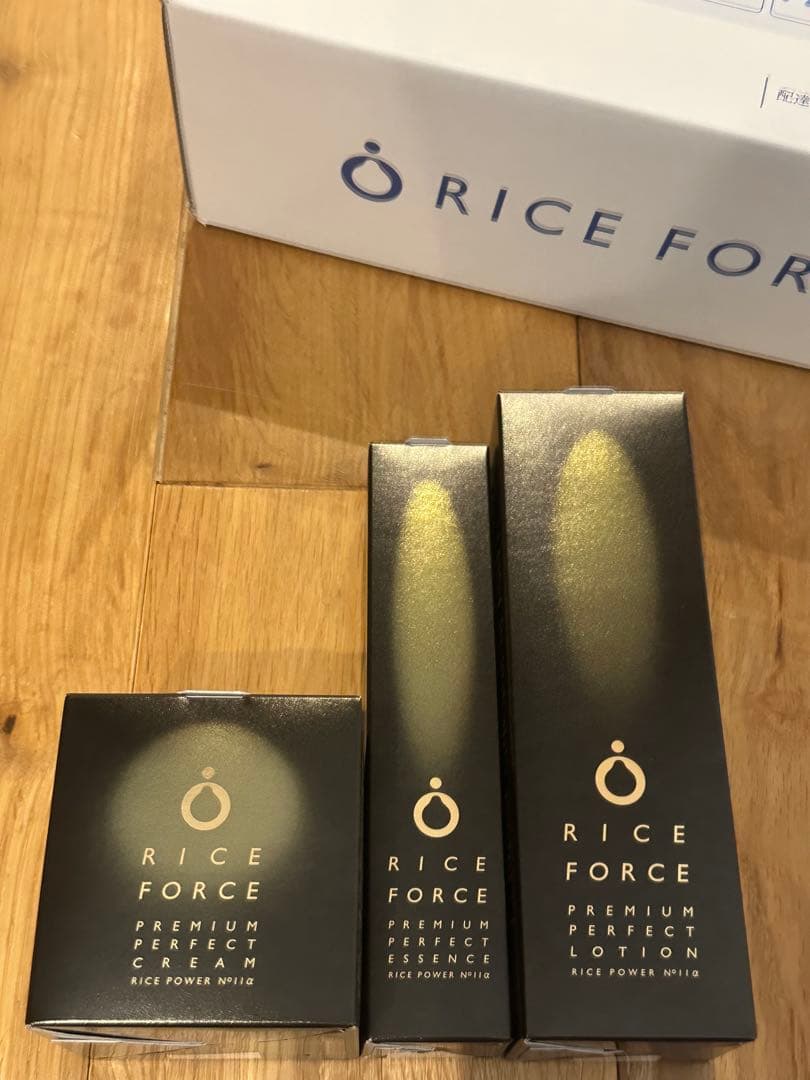 RICE FOR
配達
RICE
FORCE
PREMIUM
PERFECT
CREAM
RICE POWER Nº11α
RICE
FORCE
PREMIUM
PERFECT
ESSENCE
RICE POWER Nº11α
RICE
FORCE
PREMIUM
PERFECT
LOTION
RICE POWER Nº11α